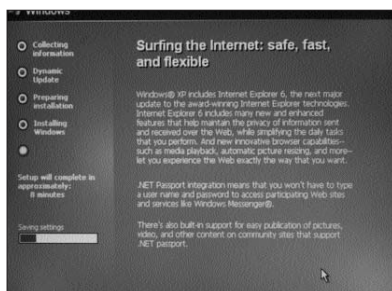 Windows
Collecting
information
Dynamic
Update
Preparing
installation
Installing
Windows
Setup will complete in
approximately:
8 minutes
Saving settings
Surfing the Internet: safe, fast,
and flexible
Windows® XP includes Internet Explorer 6, the next major
update to the award-winning Internet Explorer technologies.
Internet Explorer 6 includes many new and enhanced
features that help maintain the privacy of information sent
and received over the Web, while simplifying the daily tasks
that you perform. And new innovative browser capabilities--
such as media playback, automatic picture resizing, and more--
let you experience the Web exactly the way that you want.
.NET Passport integration means that you won't have to type
a user name and password to access participating Web sites
and services like Windows Messenger®.
There's also built-in support for easy publication of pictures,
video, and other content on community sites that support
.NET passport.